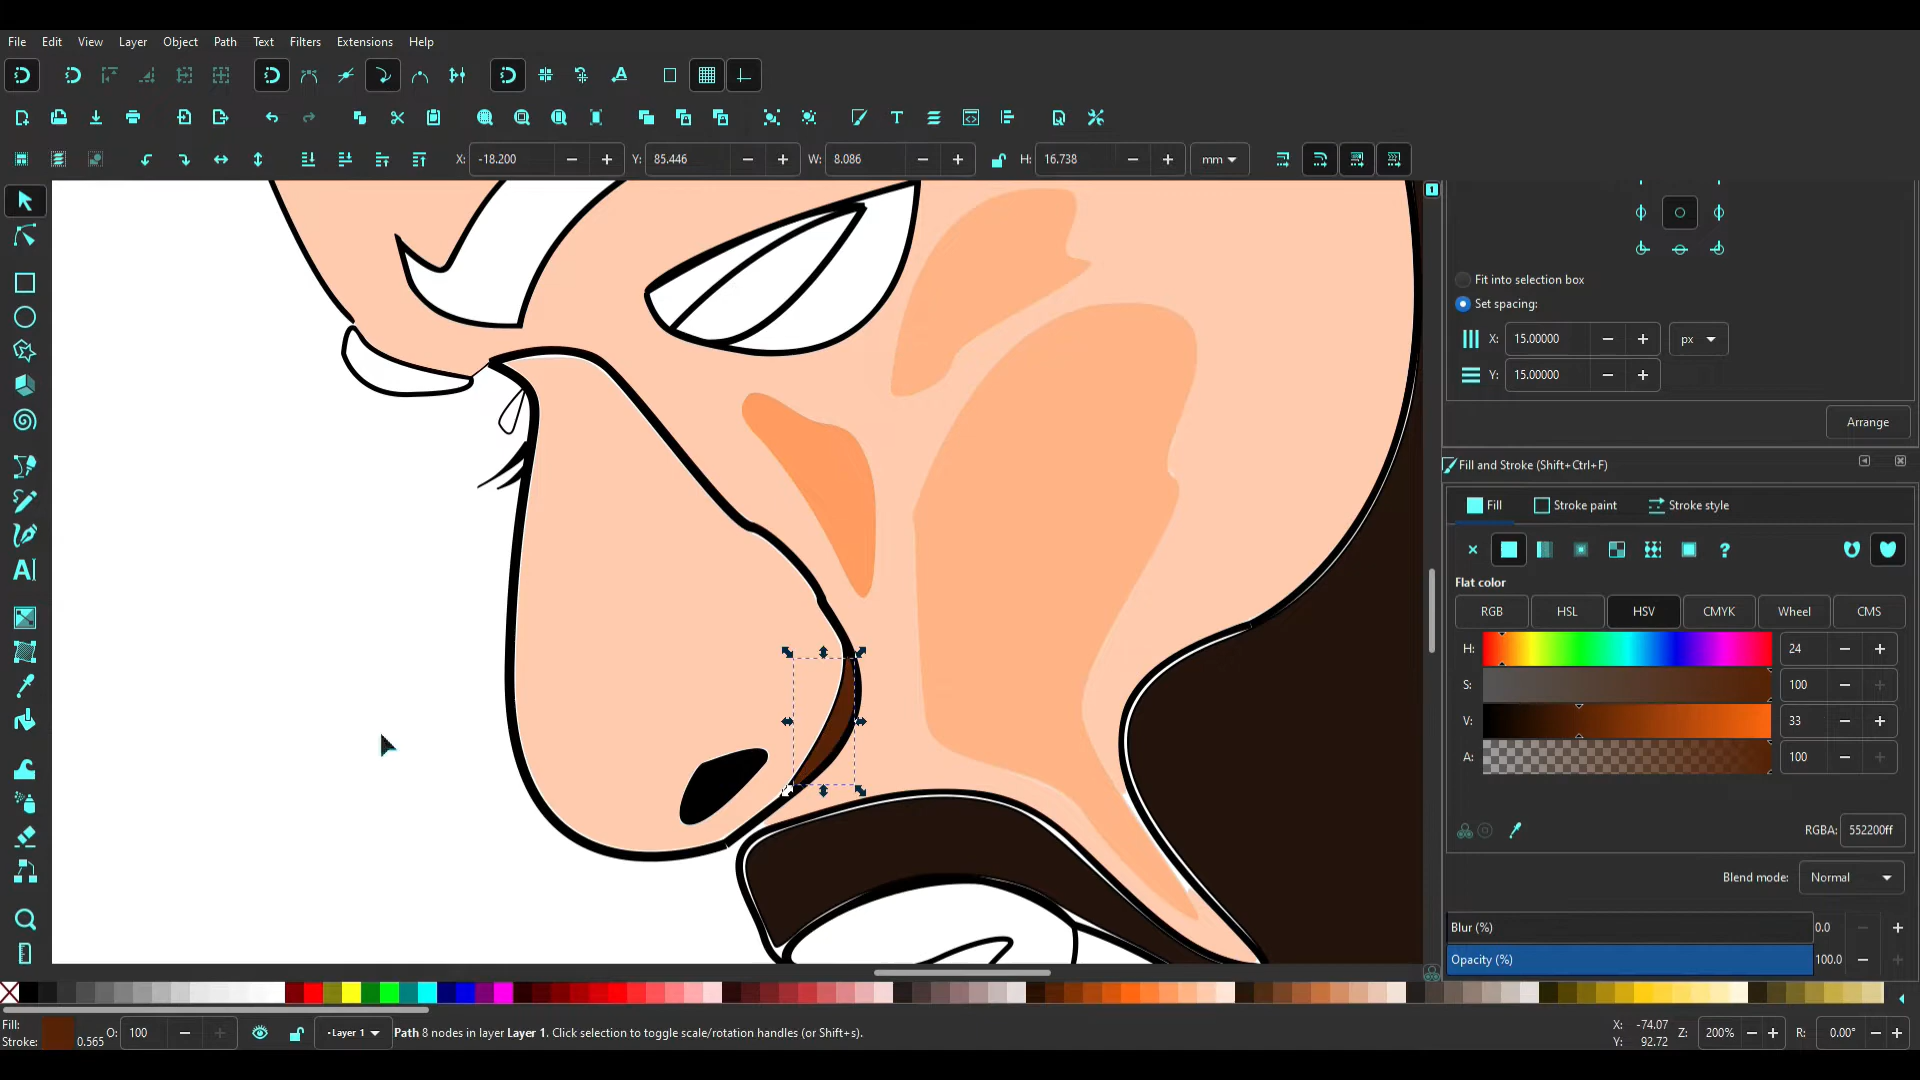 File Edit View Layer Object Path Text Filters Extensions Help
X: -18.200 Y: 85.446 W: 8.086 H: 16.738 mm
1
Fit into selection box
Set spacing:
X: 15.00000 px
Y: 15.00000
Arrange
Fill and Stroke (Shift+Ctrl+F)
Fill Stroke paint Stroke style
Flat color
RGB HSL HSV CMYK Wheel CMS
H: 24
S: 100
V: 33
A: 100
RGBA: 552200ff
Blend mode: Normal
Blur (%) 0.0
Opacity (%) 100.0
Fill:
Stroke: 0.565 O: 100 Layer 1 Path 8 nodes in layer Layer 1. Click selection to toggle scale/rotation handles (or Shift+s).
X: -74.07
Y: 92.72
Z: 200% R: 0.00°